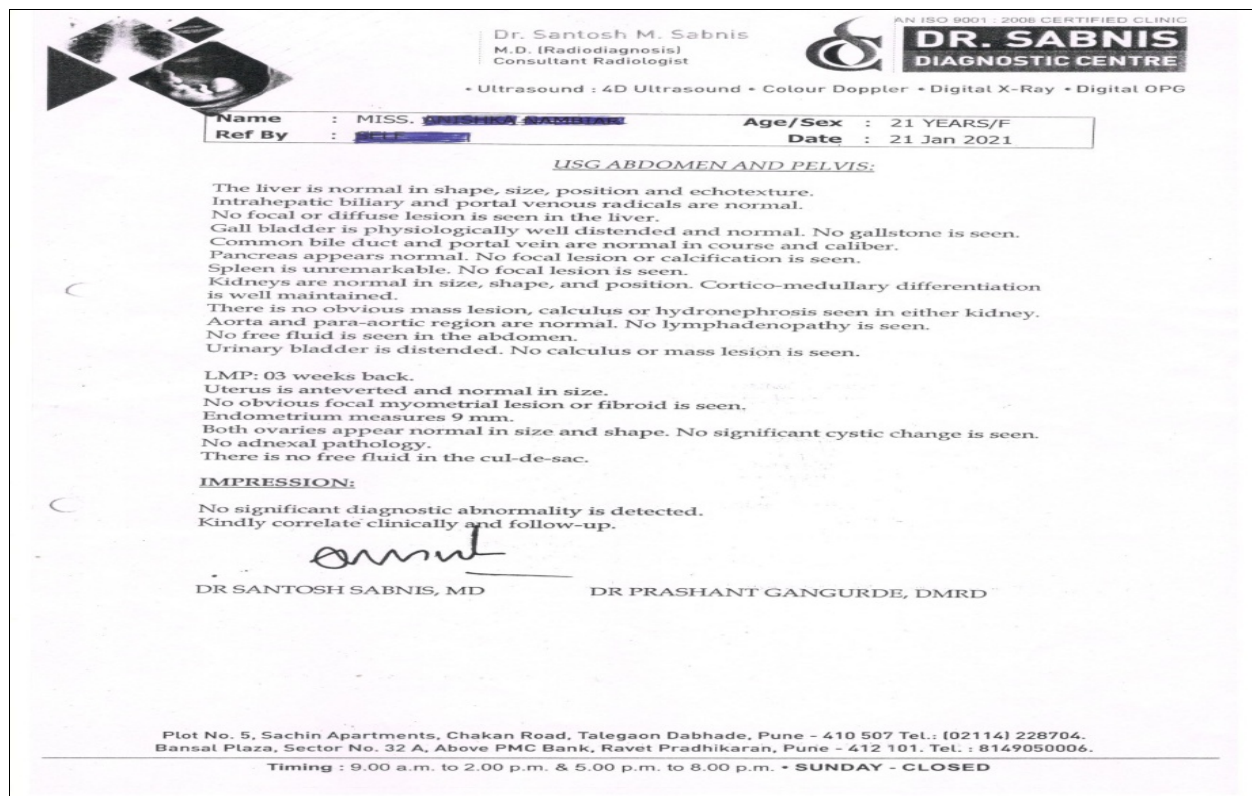 AN ISO 9001 : 2008 CERTIFIED CLINIC
Dr. Santosh M. Sabnis
M.D. (Radiodiagnosis)
Consultant Radiologist
DR. SABNIS
DIAGNOSTIC CENTRE
• Ultrasound : 4D Ultrasound • Colour Doppler • Digital X-Ray • Digital OPG
Name : MISS. Age/Sex : 21 YEARS/F
Ref By : Date : 21 Jan 2021
USG ABDOMEN AND PELVIS:
The liver is normal in shape, size, position and echotexture.
Intrahepatic biliary and portal venous radicals are normal.
No focal or diffuse lesion is seen in the liver.
Gall bladder is physiologically well distended and normal. No gallstone is seen.
Common bile duct and portal vein are normal in course and caliber.
Pancreas appears normal. No focal lesion or calcification is seen.
Spleen is unremarkable. No focal lesion is seen.
Kidneys are normal in size, shape, and position. Cortico-medullary differentiation
is well maintained.
There is no obvious mass lesion, calculus or hydronephrosis seen in either kidney.
Aorta and para-aortic region are normal. No lymphadenopathy is seen.
No free fluid is seen in the abdomen.
Urinary bladder is distended. No calculus or mass lesion is seen.
LMP: 03 weeks back.
Uterus is anteverted and normal in size.
No obvious focal myometrial lesion or fibroid is seen.
Endometrium measures 9 mm.
Both ovaries appear normal in size and shape. No significant cystic change is seen.
No adnexal pathology.
There is no free fluid in the cul-de-sac.
IMPRESSION:
No significant diagnostic abnormality is detected.
Kindly correlate clinically and follow-up.
DR SANTOSH SABNIS, MD DR PRASHANT GANGURDE, DMRD
Plot No. 5, Sachin Apartments, Chakan Road, Talegaon Dabhade, Pune - 410 507 Tel.: (02114) 228704.
Bansal Plaza, Sector No. 32 A, Above PMC Bank, Ravet Pradhikaran, Pune - 412 101. Tel. : 8149050006.
Timing : 9.00 a.m. to 2.00 p.m. & 5.00 p.m. to 8.00 p.m. • SUNDAY - CLOSED